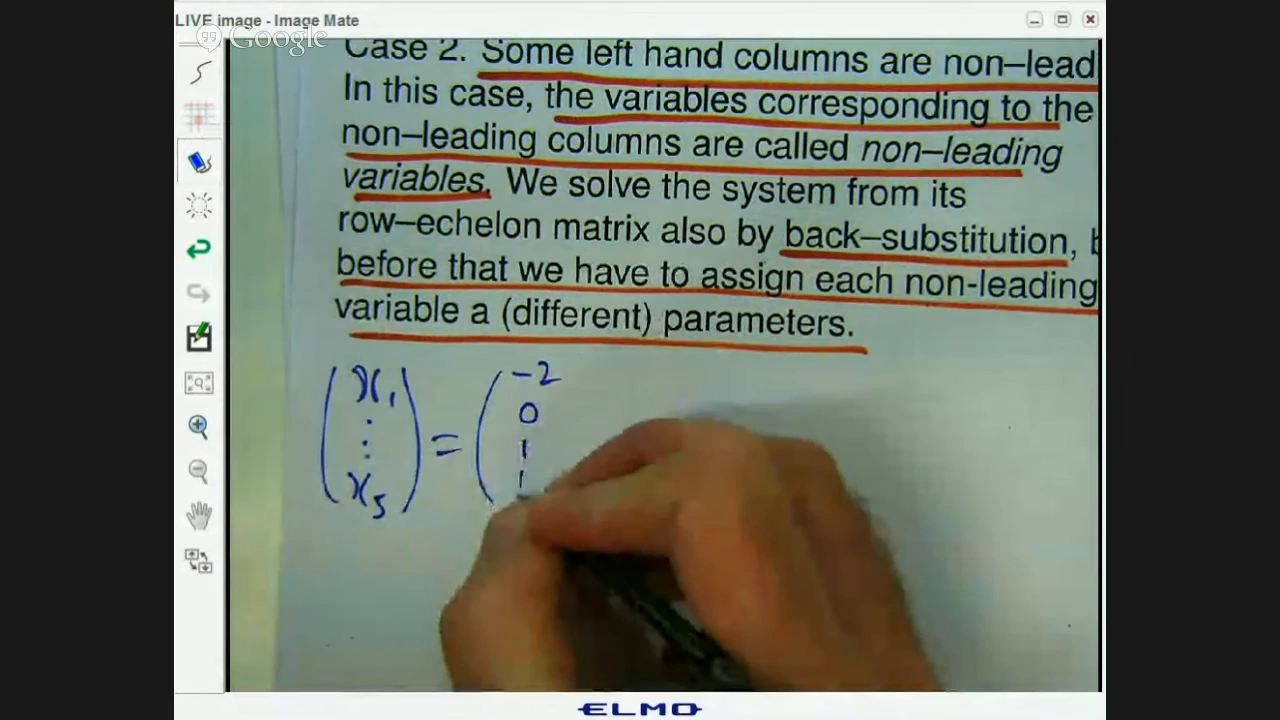 LIVE image - Image Mate
Google
Case 2. Some left hand columns are non–lead
In this case, the variables corresponding to the
non–leading columns are called non–leading
variables. We solve the system from its
row–echelon matrix also by back–substitution, b
before that we have to assign each non-leading
variable a (different) parameters.
x₁ -2
⋮ = 0
1
x₅ 1
ELMO